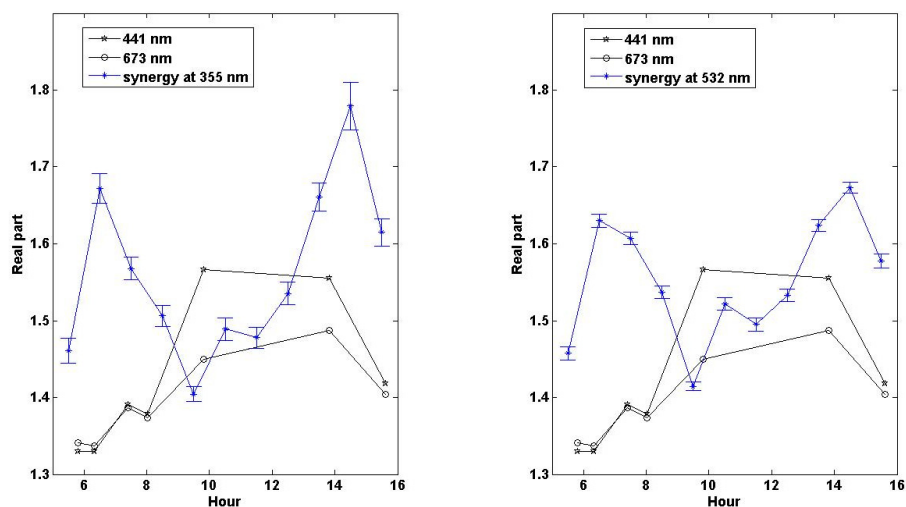 441 nm
673 nm
synergy at 355 nm
1.8
1.7
1.6
1.5
1.4
1.3
Real part
6 8 10 12 14 16
Hour
441 nm
673 nm
synergy at 532 nm
1.8
1.7
1.6
1.5
1.4
1.3
Real part
6 8 10 12 14 16
Hour